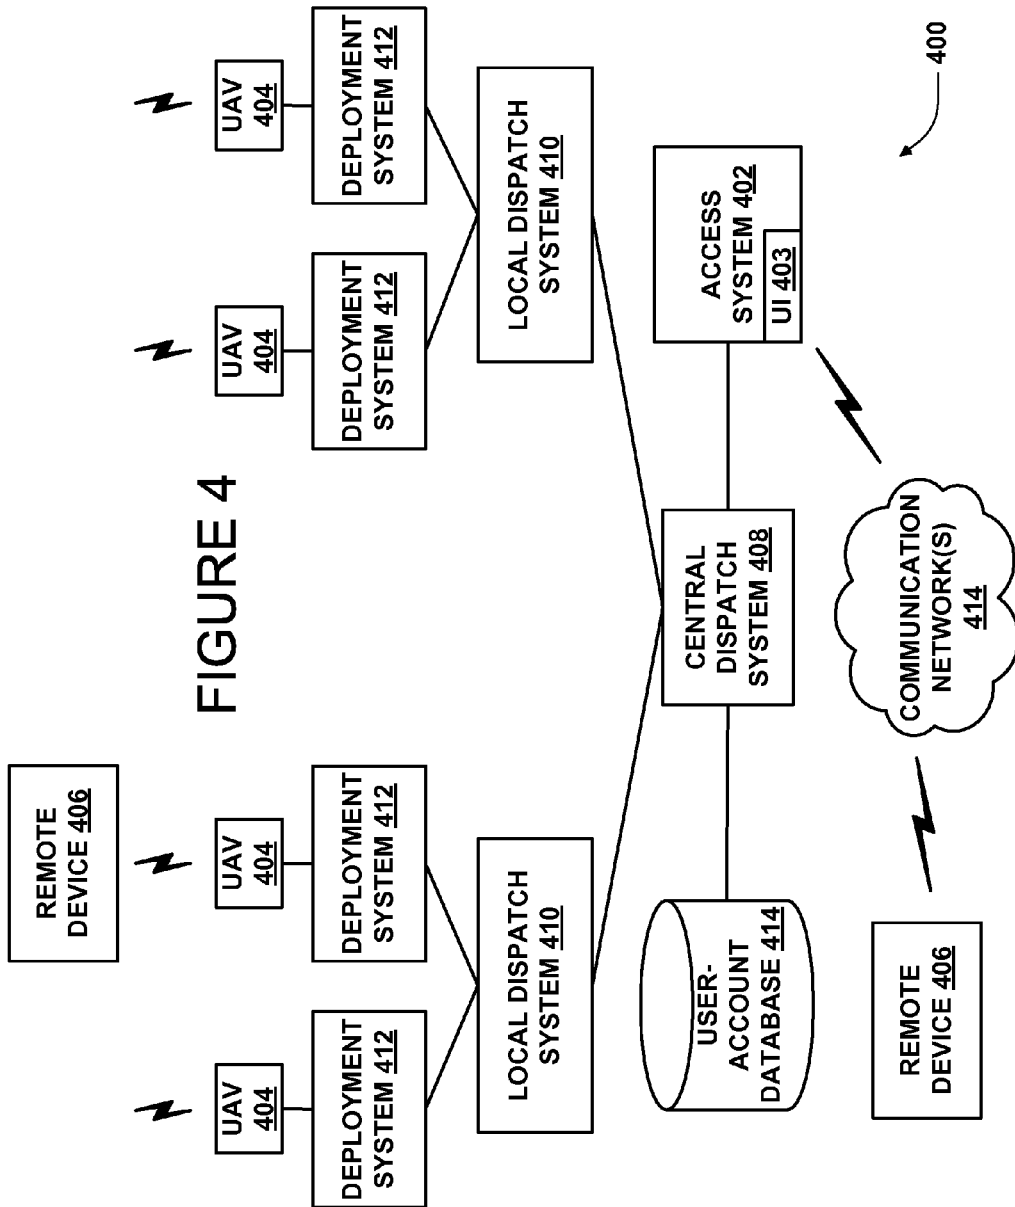 REMOTE
DEVICE 406
UAV
404
UAV
404
FIGURE 4
UAV
404
UAV
404
DEPLOYMENT
SYSTEM 412
DEPLOYMENT
SYSTEM 412
DEPLOYMENT
SYSTEM 412
DEPLOYMENT
SYSTEM 412
LOCAL DISPATCH
SYSTEM 410
LOCAL DISPATCH
SYSTEM 410
USER-
ACCOUNT
DATABASE 414
CENTRAL
DISPATCH
SYSTEM 408
ACCESS
SYSTEM 402
UI 403
REMOTE
DEVICE 406
COMMUNICATION
NETWORK(S)
414
400